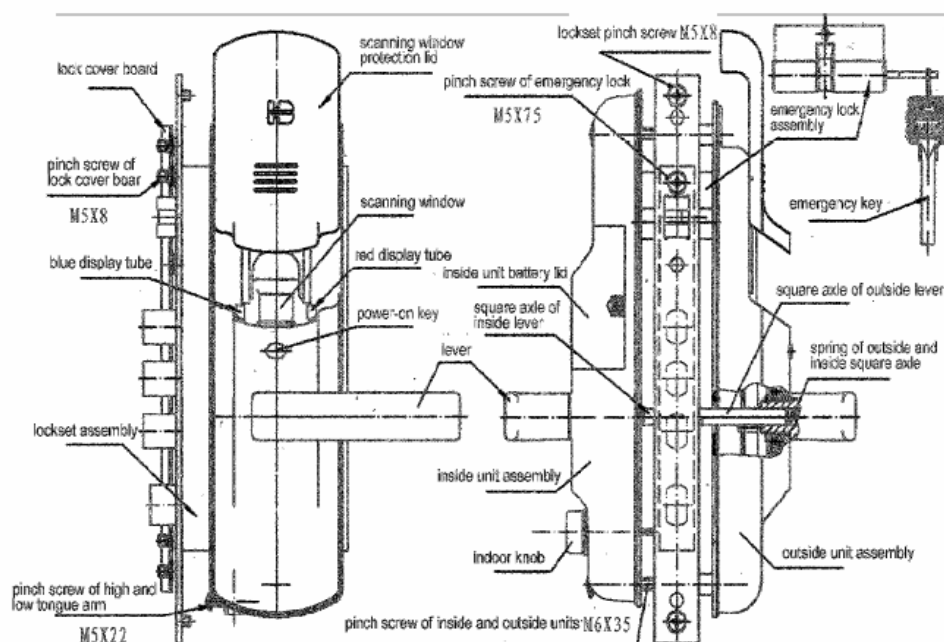 lockset pinch screw M5X8
scanning window
protection lid
lock cover board
pinch screw of emergency lock
M5X75
emergency lock
assembly
pinch screw of
lock cover boar
M5X8
scanning window
emergency key
blue display tube
red display tube
inside unit battery lid
square axle of outside lever
square axle of
inside lever
power-on key
spring of outside and
inside square axle
lever
lockset assembly
inside unit assembly
indoor knob
outside unit assembly
pinch screw of high and
low tongue arm
M5X22
pinch screw of inside and outside units M6X35